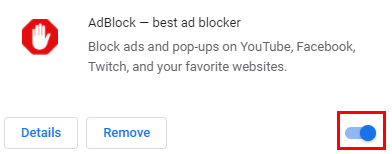 AdBlock — best ad blocker
Block ads and pop-ups on YouTube, Facebook,
Twitch, and your favorite websites.
Details Remove